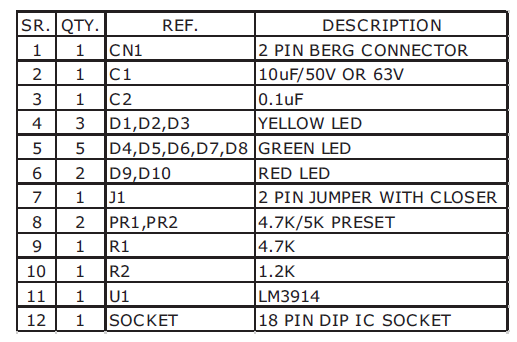 SR. QTY. REF. DESCRIPTION
1 1 CN1 2 PIN BERG CONNECTOR
2 1 C1 10uF/50V OR 63V
3 1 C2 0.1uF
4 3 D1,D2,D3 YELLOW LED
5 5 D4,D5,D6,D7,D8 GREEN LED
6 2 D9,D10 RED LED
7 1 J1 2 PIN JUMPER WITH CLOSER
8 2 PR1,PR2 4.7K/5K PRESET
9 1 R1 4.7K
10 1 R2 1.2K
11 1 U1 LM3914
12 1 SOCKET 18 PIN DIP IC SOCKET